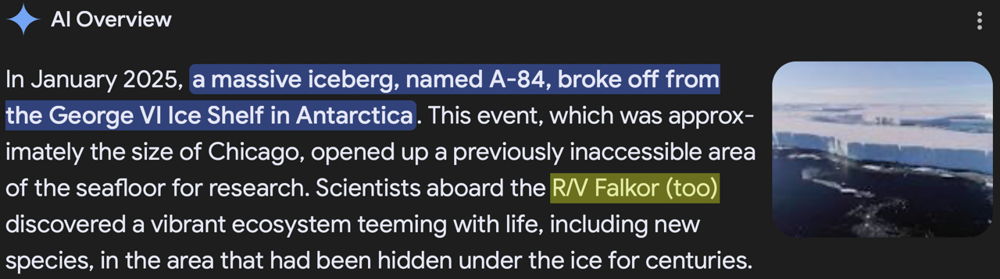 AI Overview
In January 2025, a massive iceberg, named A-84, broke off from
the George VI Ice Shelf in Antarctica. This event, which was approx-
imately the size of Chicago, opened up a previously inaccessible area
of the seafloor for research. Scientists aboard the R/V Falkor (too)
discovered a vibrant ecosystem teeming with life, including new
species, in the area that had been hidden under the ice for centuries.